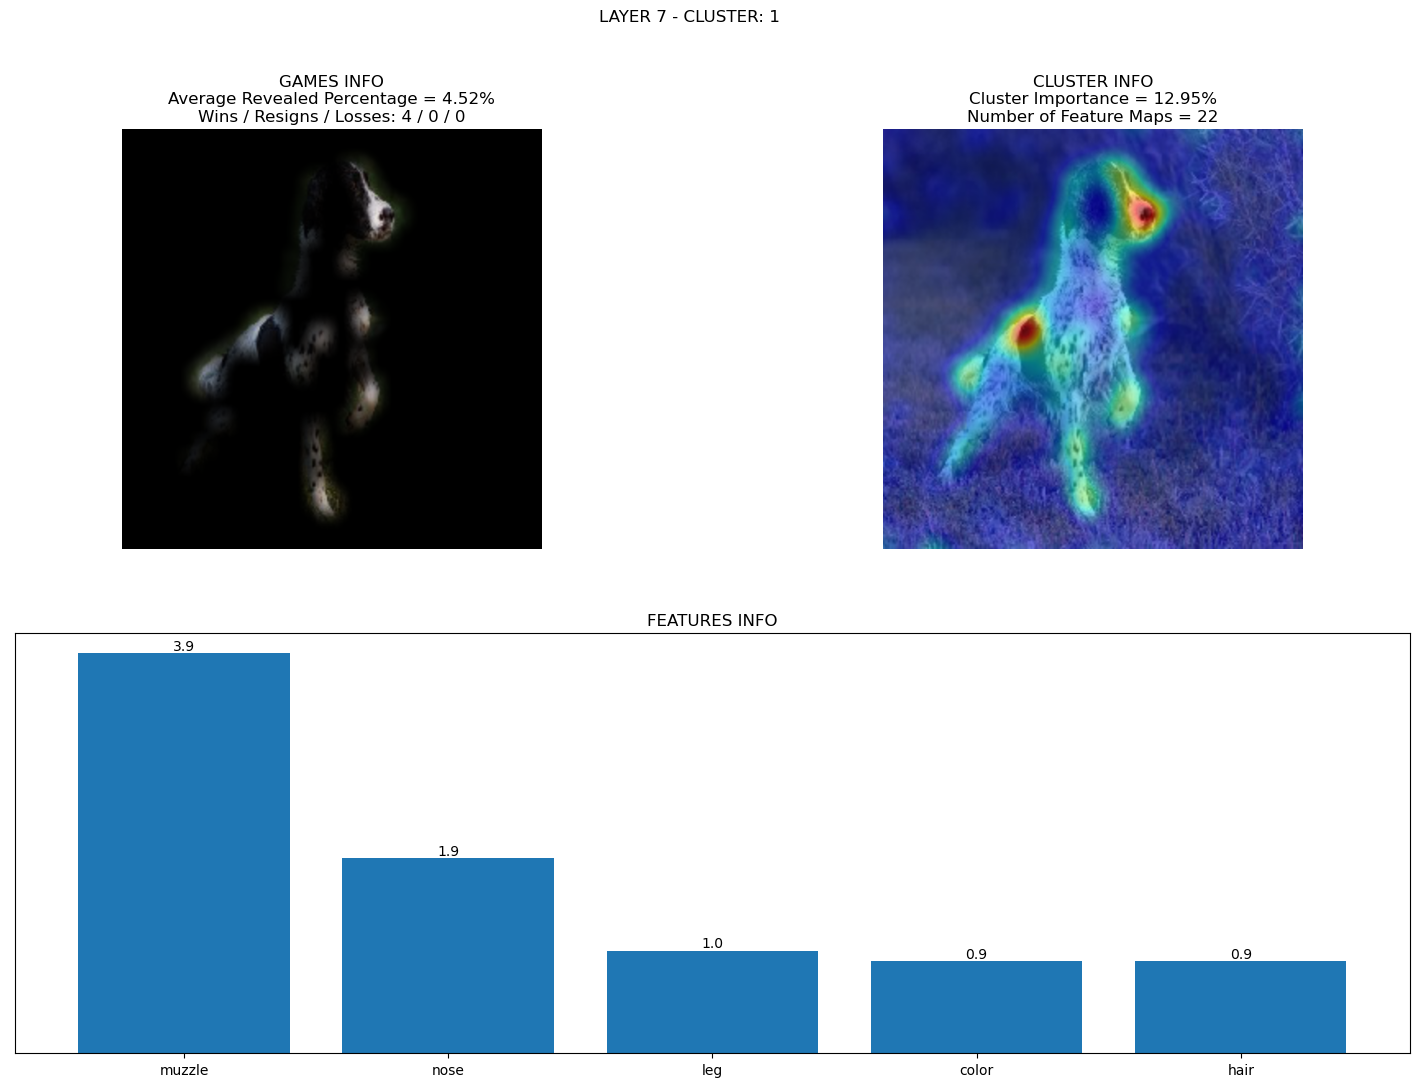 LAYER 7 - CLUSTER: 1
GAMES INFO
Average Revealed Percentage = 4.52%
Wins / Resigns / Losses: 4 / 0 / 0
CLUSTER INFO
Cluster Importance = 12.95%
Number of Feature Maps = 22
FEATURES INFO
3.9
1.9
1.0
0.9
0.9
muzzle
nose
leg
color
hair